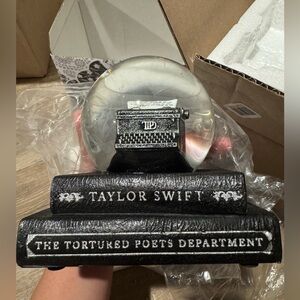 TAYLOR SWIFT
THE TORTURED POETS DEPARTMENT